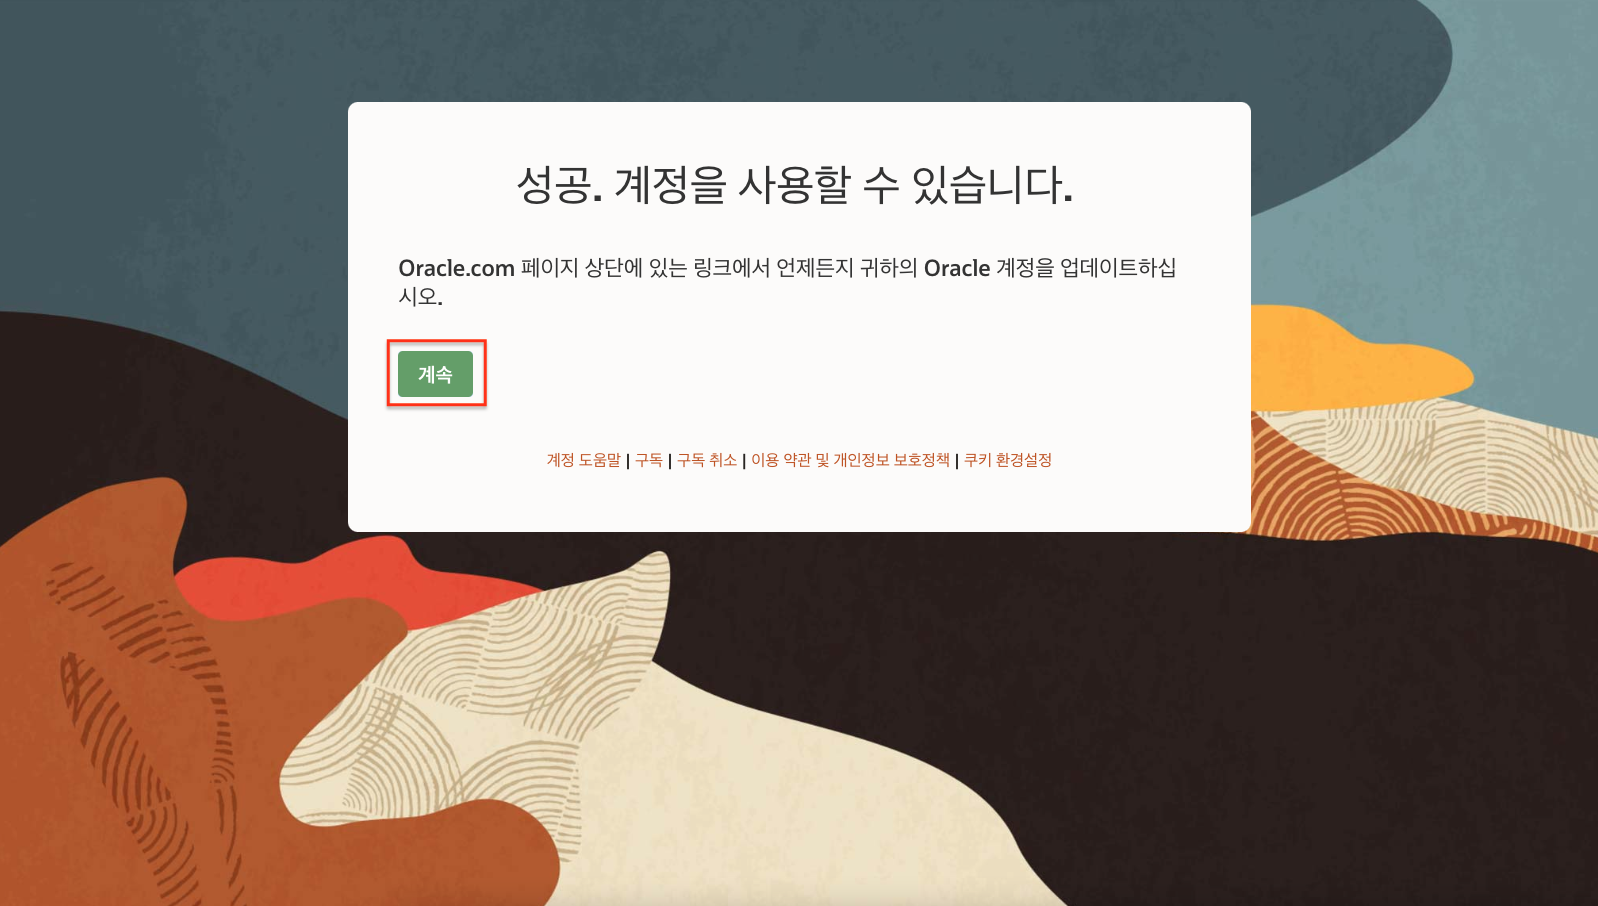 성공. 계정을 사용할 수 있습니다.
Oracle.com 페이지 상단에 있는 링크에서 언제든지 귀하의 Oracle 계정을 업데이트하십
시오.
계속
계정 도움말 | 구독 | 구독 취소 | 이용 약관 및 개인정보 보호정책 | 쿠키 환경설정